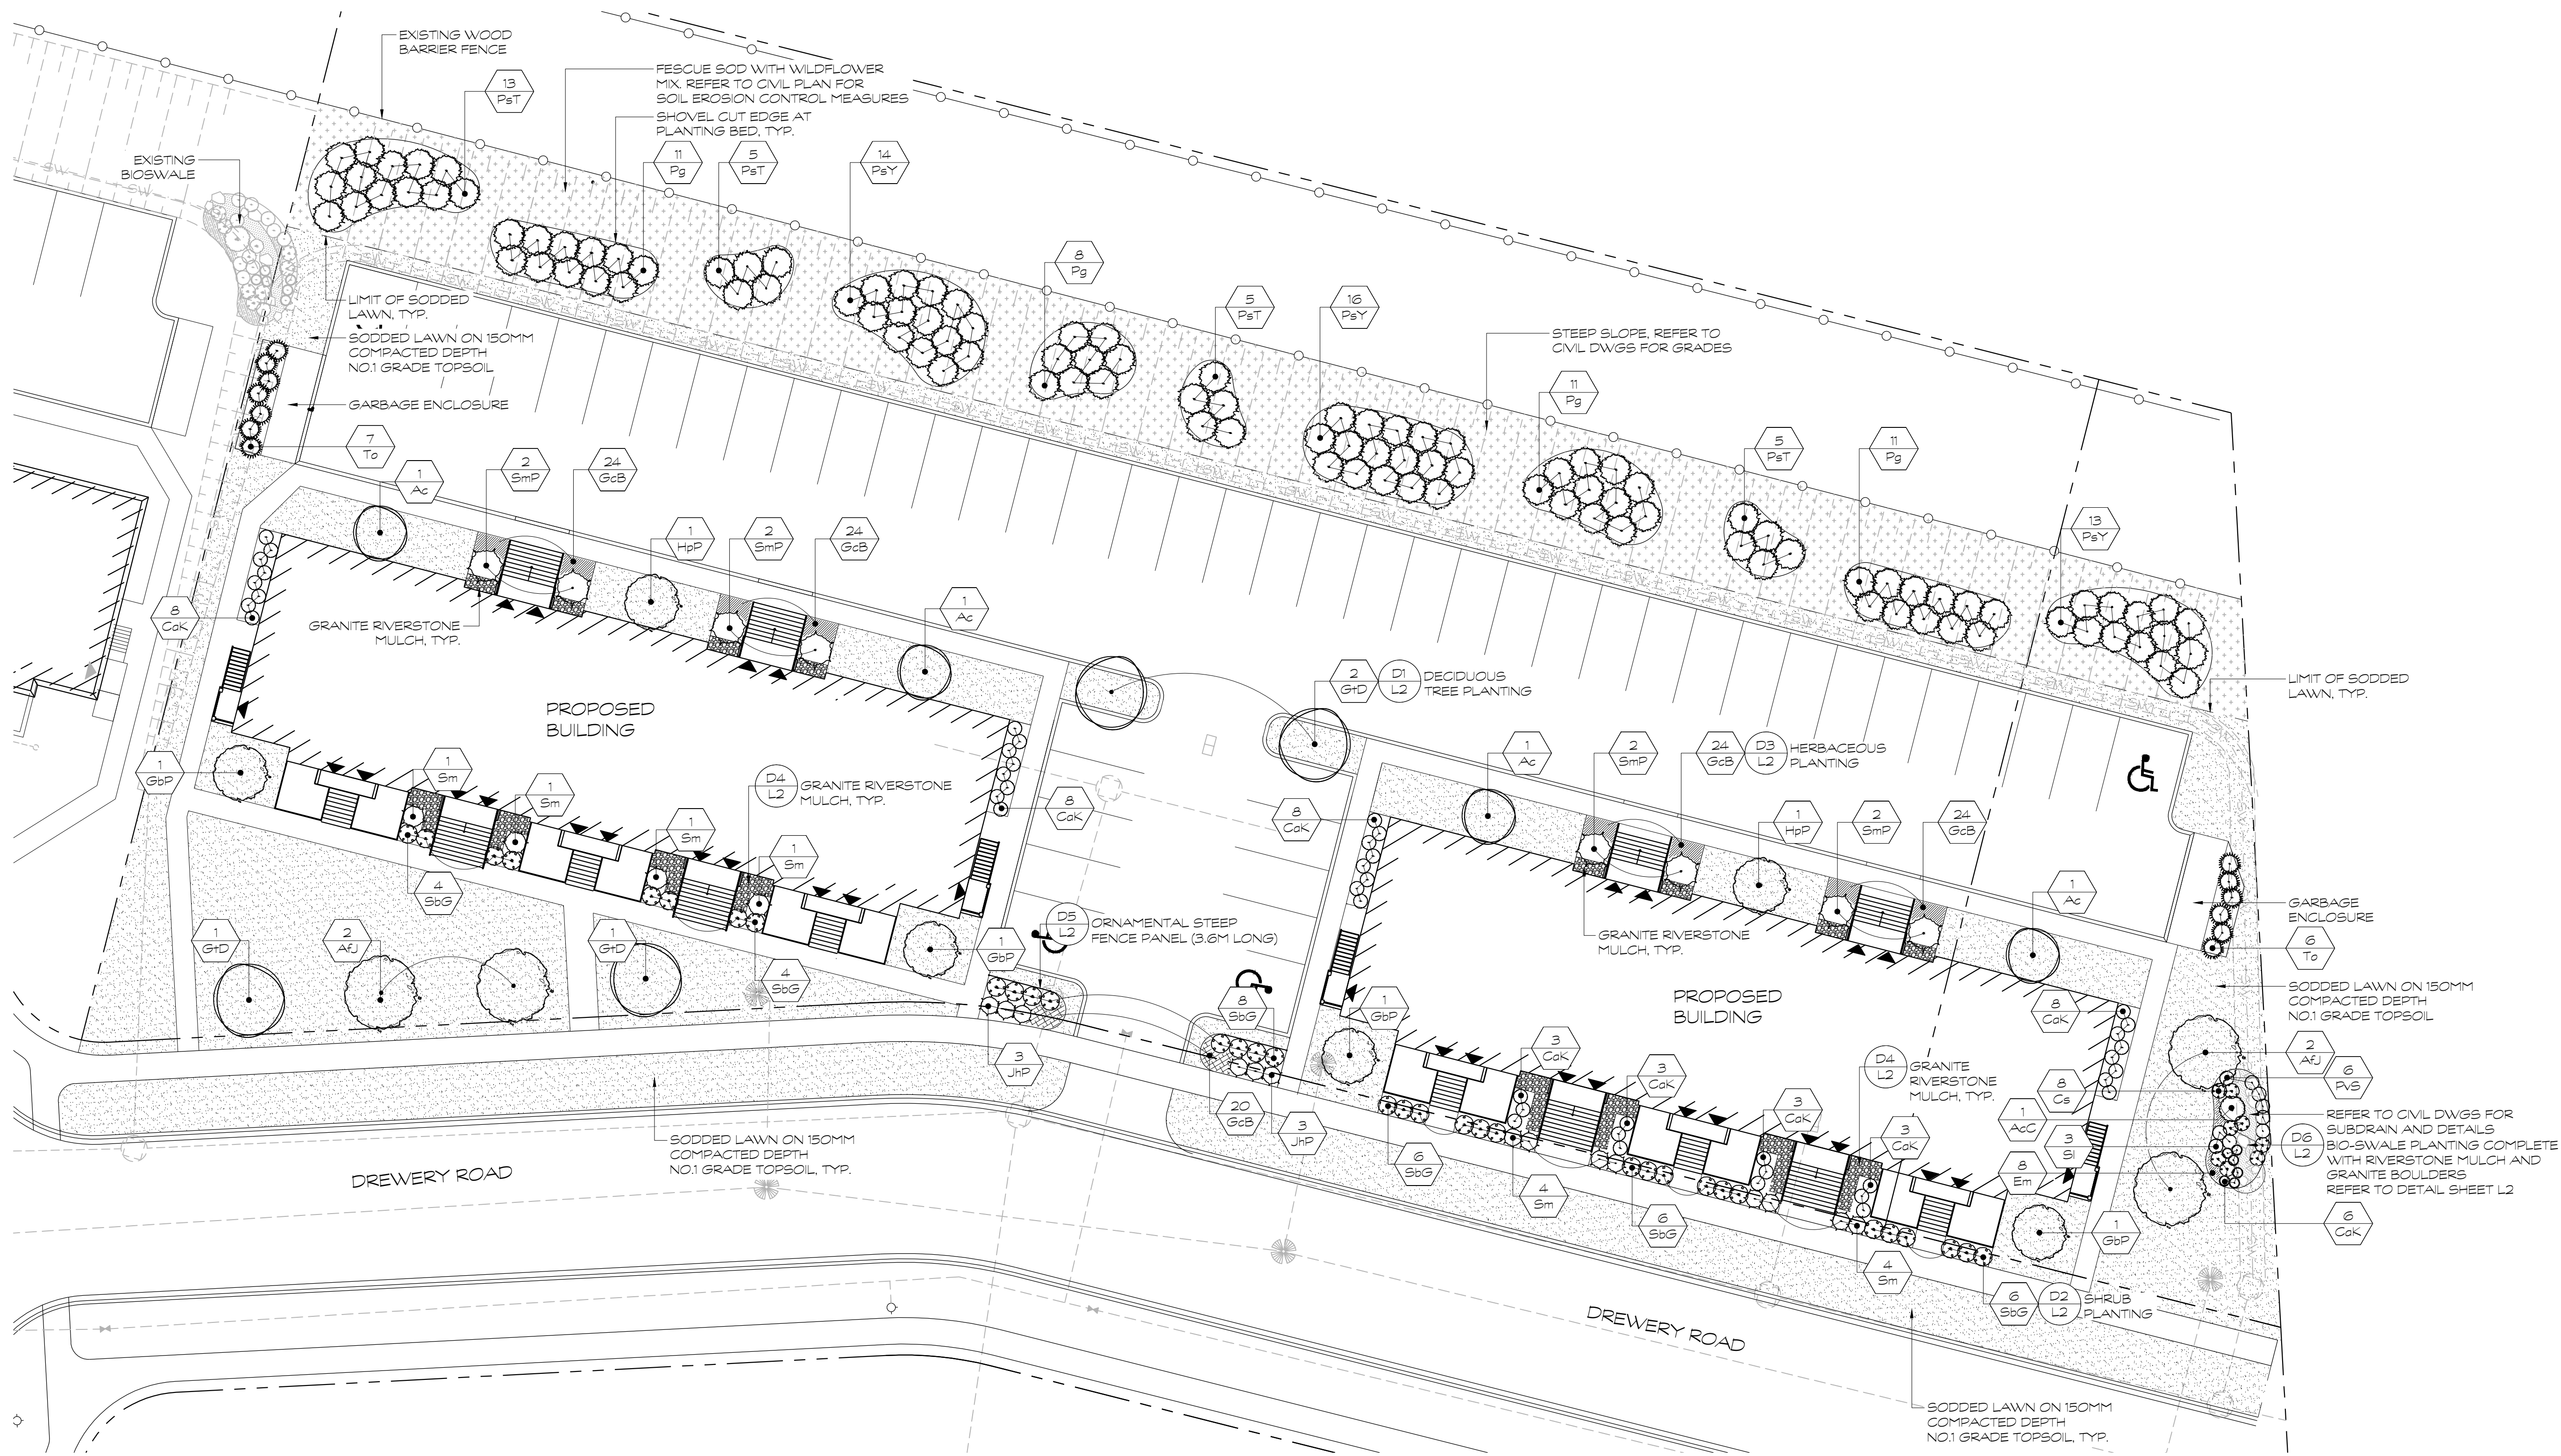 EXISTING WOOD
BARRIER FENCE
FESCUE SOD WITH WILDFLOWER
MIX. REFER TO CIVIL PLAN FOR
SOIL EROSION CONTROL MEASURES
SHOVEL CUT EDGE AT
PLANTING BED, TYP.
13
PsT
EXISTING
BIOSWALE
11
Pg
5
PsT
14
PsY
8
Pg
5
PsT
16
PsY
STEEP SLOPE, REFER TO
CIVIL DWGS FOR GRADES
11
Pg
5
PsT
11
Pg
13
PsY
LIMIT OF SODDED
LAWN, TYP.
SODDED LAWN ON 150MM
COMPACTED DEPTH
NO.1 GRADE TOPSOIL
GARBAGE ENCLOSURE
7
To
1
Ac
2
SmP
24
GcB
1
HpP
2
SmP
24
GcB
1
Ac
8
CaK
GRANITE RIVERSTONE
MULCH, TYP.
PROPOSED
BUILDING
2
GtD
D1
L2
DECIDUOUS
TREE PLANTING
LIMIT OF SODDED
LAWN, TYP.
1
GbP
1
Sm
1
Sm
1
Sm
1
Sm
D4
L2
GRANITE RIVERSTONE
MULCH, TYP.
8
CaK
8
CaK
1
Ac
2
SmP
24
GcB
D3
L2
HERBACEOUS
PLANTING
1
HpP
2
SmP
24
GcB
1
Ac
4
SbG
1
GtD
2
AfJ
1
GtD
4
SbG
1
GbP
D5
L2
ORNAMENTAL STEEP
FENCE PANEL (3.6M LONG)
GRANITE RIVERSTONE
MULCH, TYP.
GARBAGE
ENCLOSURE
6
To
SODDED LAWN ON 150MM
COMPACTED DEPTH
NO.1 GRADE TOPSOIL
8
SbG
1
GbP
PROPOSED
BUILDING
8
CaK
3
JhP
20
GcB
3
JhP
3
CaK
3
CaK
3
CaK
3
CaK
D4
L2
GRANITE
RIVERSTONE
MULCH, TYP.
2
AfJ
6
PVS
8
Cs
1
AcC
3
SI
8
Em
REFER TO CIVIL DWGS FOR
SUBDRAIN AND DETAILS
D6
L2
BIO-SWALE PLANTING COMPLETE
WITH RIVERSTONE MULCH AND
GRANITE BOULDERS
REFER TO DETAIL SHEET L2
6
CaK
6
SbG
4
Sm
6
SbG
4
Sm
1
GbP
6
SbG
D2
L2
SHRUB
PLANTING
SODDED LAWN ON 150MM
COMPACTED DEPTH
NO.1 GRADE TOPSOIL, TYP.
DREWERY ROAD
DREWERY ROAD
SODDED LAWN ON 150MM
COMPACTED DEPTH
NO.1 GRADE TOPSOIL, TYP.